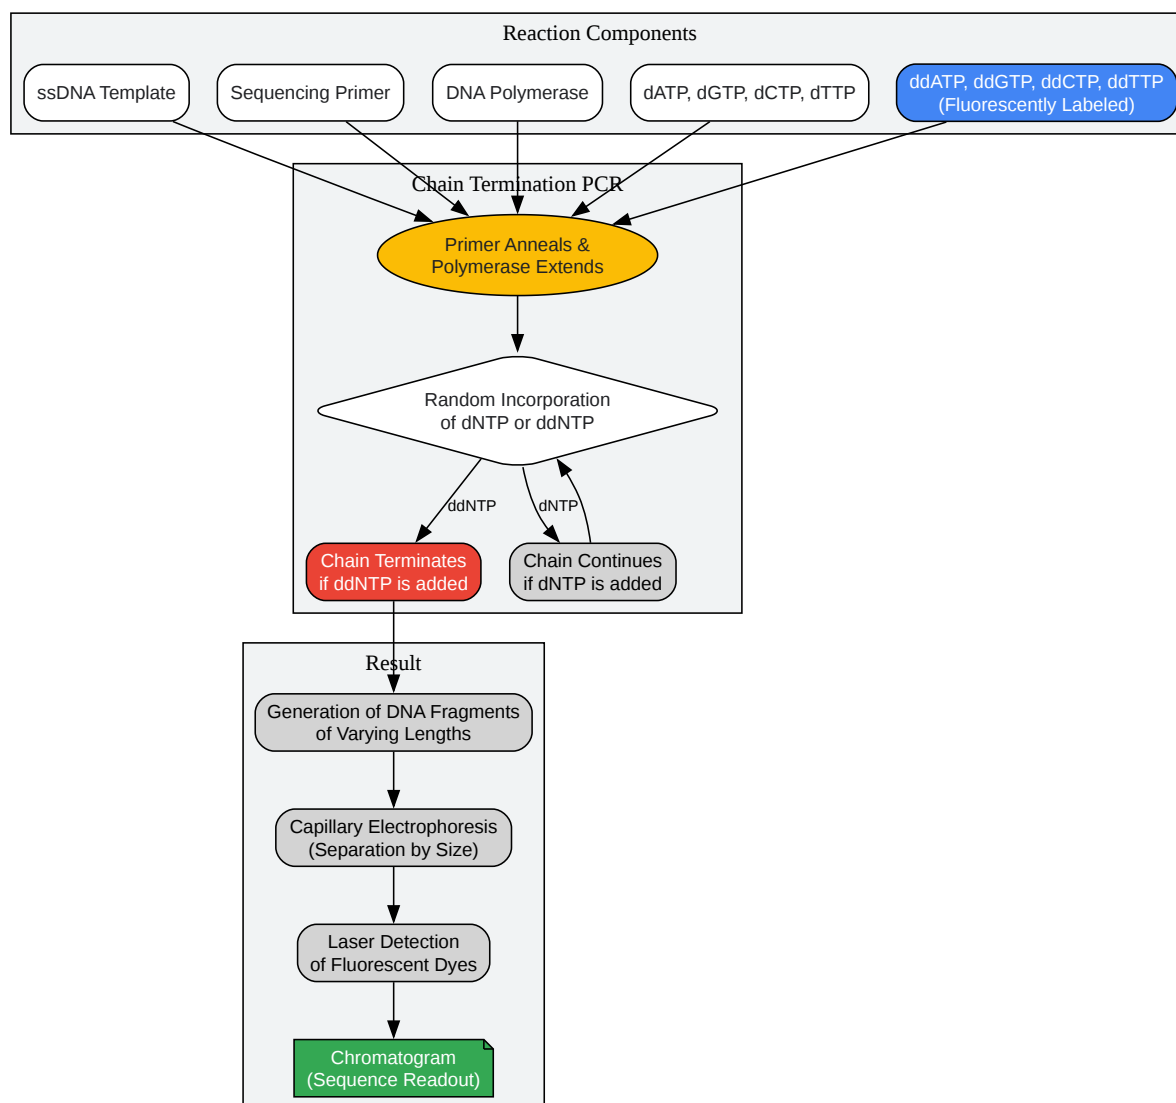 Reaction Components
ssDNA Template
Sequencing Primer
DNA Polymerase
dATP, dGTP, dCTP, dTTP
ddATP, ddGTP, ddCTP, ddTTP
(Fluorescently Labeled)
Chain Termination PCR
Primer Anneals &
Polymerase Extends
Random Incorporation
of dNTP or ddNTP
ddNTP
dNTP
Chain Terminates
if ddNTP is added
Chain Continues
if dNTP is added
Result
Generation of DNA Fragments
of Varying Lengths
Capillary Electrophoresis
(Separation by Size)
Laser Detection
of Fluorescent Dyes
Chromatogram
(Sequence Readout)